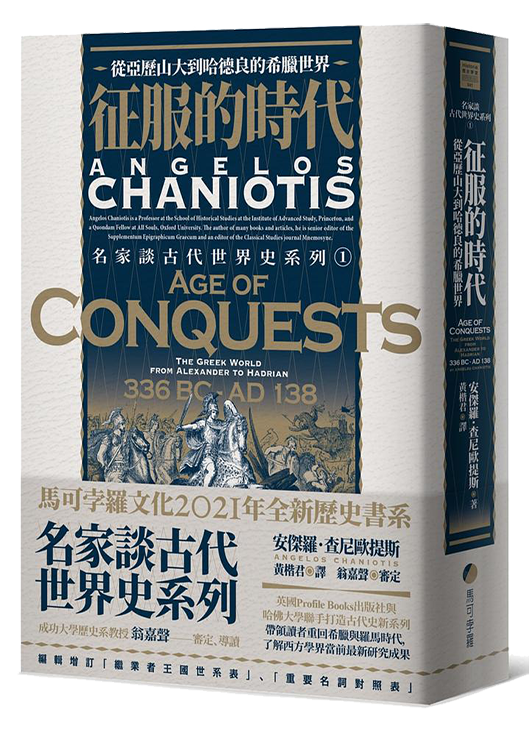 從亞歷山大到哈德良的希臘世界
征服的時代
ANGELOS
CHANIOTIS
Angelos Chaniotis is a Professor at the School of Historical Studies at the Institute of Advanced Study, Princeton, and
a Quondam Fellow at All Souls, Oxford University. The author of many books and articles, he is senior editor of the
Supplementum Epigraphicum Graecum and an editor of the Classical Studies journal Mnemosyne.
名家談古代世界史系列①
AGE OF
CONQUESTS
THE GREEK WORLD
FROM ALEXANDER TO HADRIAN
336 BC - AD 138
馬可孛羅文化2021年全新歷史書系
名家談古代
世界史系列
成功大學歷史系教授 翁嘉聲 審定、導讀
安傑羅・查尼歐提斯
ANGELOS CHANIOTIS
黃楷君◎譯 翁嘉聲◎審定
英國Profile Books出版社與
哈佛大學聯手打造古代史新系列
帶領讀者重回希臘與羅馬時代,
了解西方學界當前最新研究成果
編輯增訂「繼業者王國世系表」、「重要名詞對照表」
名家談
古代世界史系列
①
征服的時代
從亞歷山大到哈德良的希臘世界
AGE OF
CONQUESTS
THE GREEK WORLD
FROM
ALEXANDER TO
HADRIAN
336 BC - AD 138
BY ANGELOS CHANIOTIS
安傑羅・查尼歐提斯◎著
黃楷君◎譯
馬可孛羅